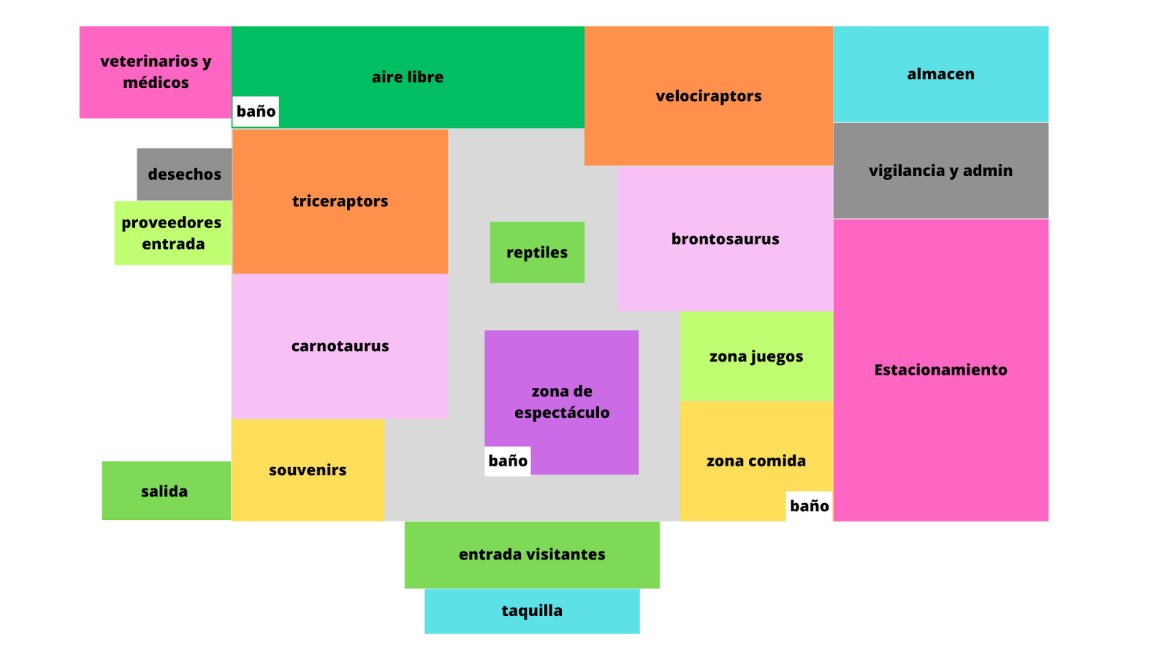 veterinarios y
médicos
aire libre
baño
velociraptors
almacen
desechos
proveedores
entrada
triceraptors
vigilancia y admin
reptiles
brontosaurus
carnotaurus
zona de
espectáculo
baño
zona juegos
Estacionamiento
souvenirs
zona comida
baño
salida
entrada visitantes
taquilla